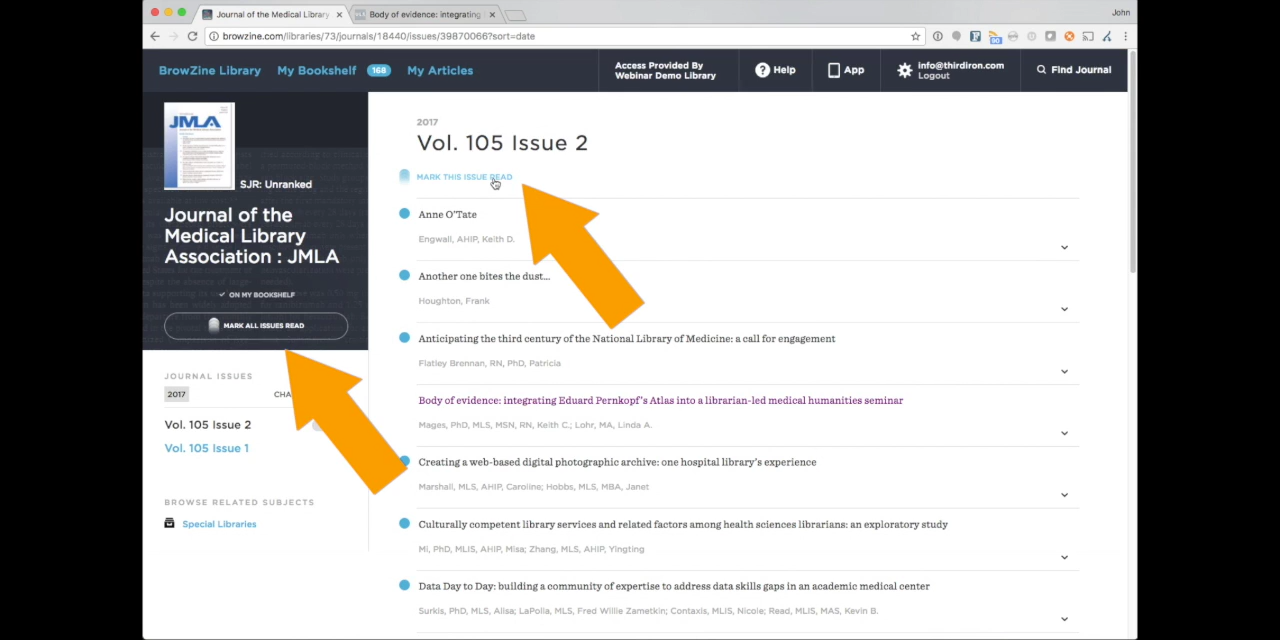 Journal of the Medical Library
Body of evidence: integrating
John
browzine.com/libraries/73/journals/18440/issues/39870066?sort=date
BrowZine Library
My Bookshelf
168
My Articles
Access Provided By
Webinar Demo Library
Help
App
info@thirdiron.com
Logout
Find Journal
JMLA
SJR: Unranked
Journal of the
Medical Library
Association : JMLA
ON MY BOOKSHELF
MARK ALL ISSUES READ
JOURNAL ISSUES
2017
CHA
Vol. 105 Issue 2
Vol. 105 Issue 1
BROWSE RELATED SUBJECTS
Special Libraries
2017
Vol. 105 Issue 2
MARK THIS ISSUE READ
Anne O'Tate
Engwall, AHIP, Keith D.
Another one bites the dust...
Houghton, Frank
Anticipating the third century of the National Library of Medicine: a call for engagement
Flatley Brennan, RN, PhD, Patricia
Body of evidence: integrating Eduard Pernkopf's Atlas into a librarian-led medical humanities seminar
Mages, PhD, MLS, MSN, RN, Keith C.; Lohr, MA, Linda A.
Creating a web-based digital photographic archive: one hospital library's experience
Marshall, MLS, AHIP, Caroline; Hobbs, MLS, MBA, Janet
Culturally competent library services and related factors among health sciences librarians: an exploratory study
Mi, PhD, MLIS, AHIP, Misa; Zhang, MLS, AHIP, Yingting
Data Day to Day: building a community of expertise to address data skills gaps in an academic medical center
Surkis, PhD, MLS, Alisa; LaPolla, MLS, Fred Willie Zametkin; Contaxis, MLIS, Nicole; Read, MLIS, MAS, Kevin B.